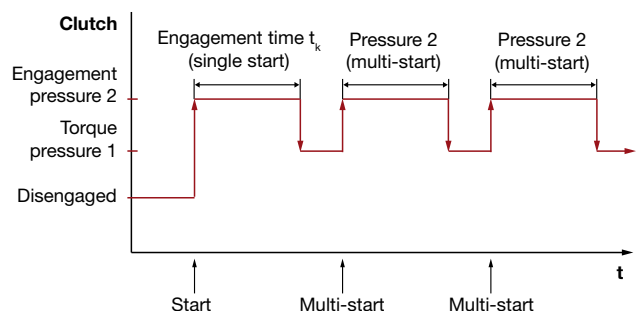 Clutch
Engagement time tk
(single start)
Pressure 2
(multi-start)
Pressure 2
(multi-start)
Engagement
pressure 2
Torque
pressure 1
Disengaged
t
Start
Multi-start
Multi-start